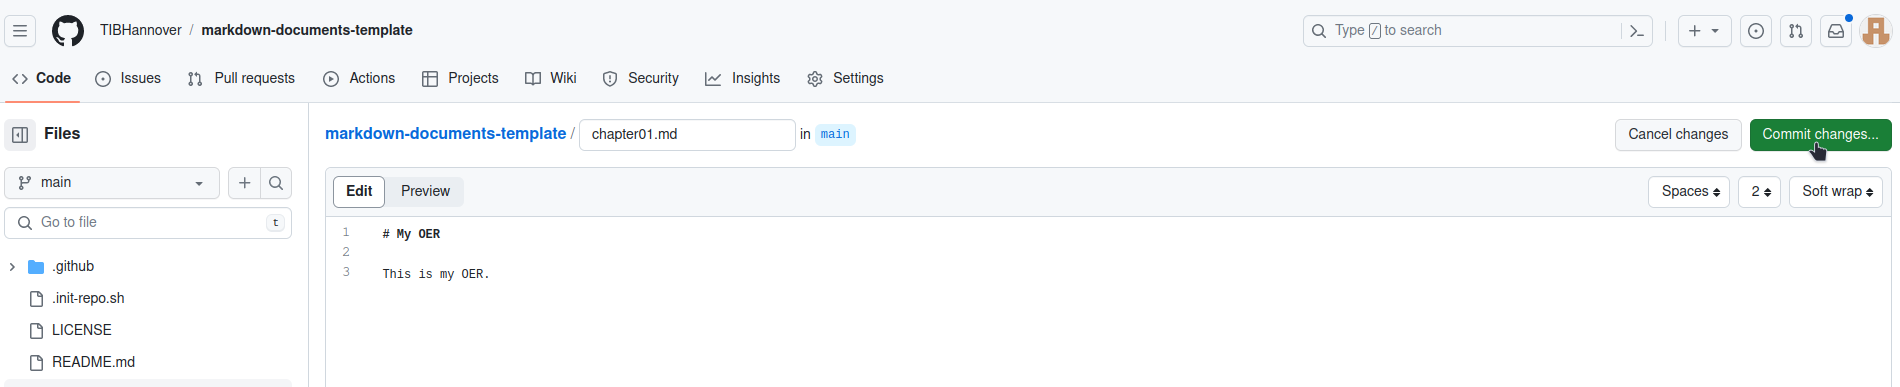 TIBHannover / markdown-documents-template
Type / to search
Code Issues Pull requests Actions Projects Wiki Security Insights Settings
Files
markdown-documents-template / chapter01.md in main
Cancel changes Commit changes...
main
Edit Preview
Spaces 2 Soft wrap
Go to file t
1 # My OER
2
3 This is my OER.
.github
.init-repo.sh
LICENSE
README.md